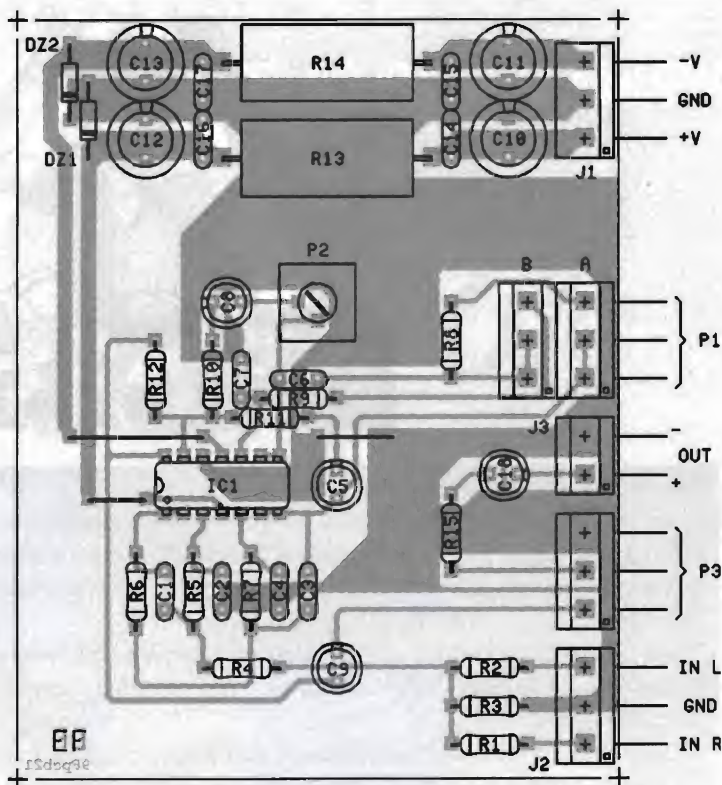 DZ2
C13
C17
R14
C15
C11
-V
GND
C12
C16
R13
C14
C10
+V
DZ1
J1
P2
B
A
C8
R8
P1
R12
R10
C7
C6
R9
R11
J3
-
OUT
+
IC1
C5
C18
R15
P3
R6
C1
R5
C2
R7
C4
C3
R4
C9
R2
IN L
R3
GND
R1
IN R
J2
98pcb21